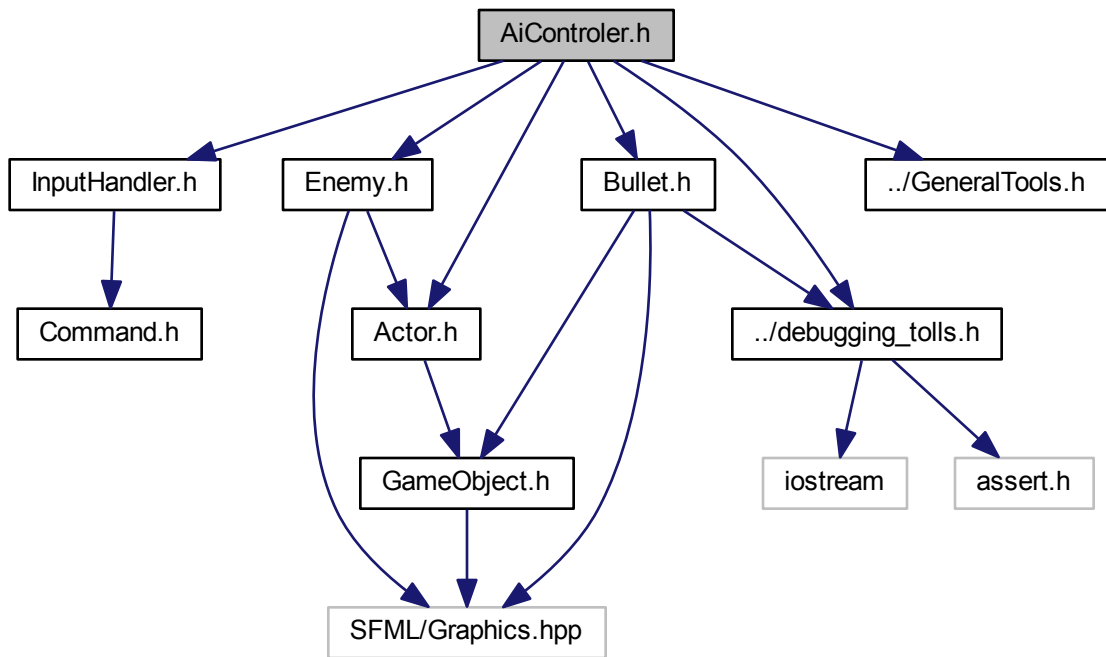 AiControler.h
InputHandler.h
Enemy.h
Bullet.h
../GeneralTools.h
Command.h
Actor.h
../debugging_tolls.h
GameObject.h
iostream
assert.h
SFML/Graphics.hpp